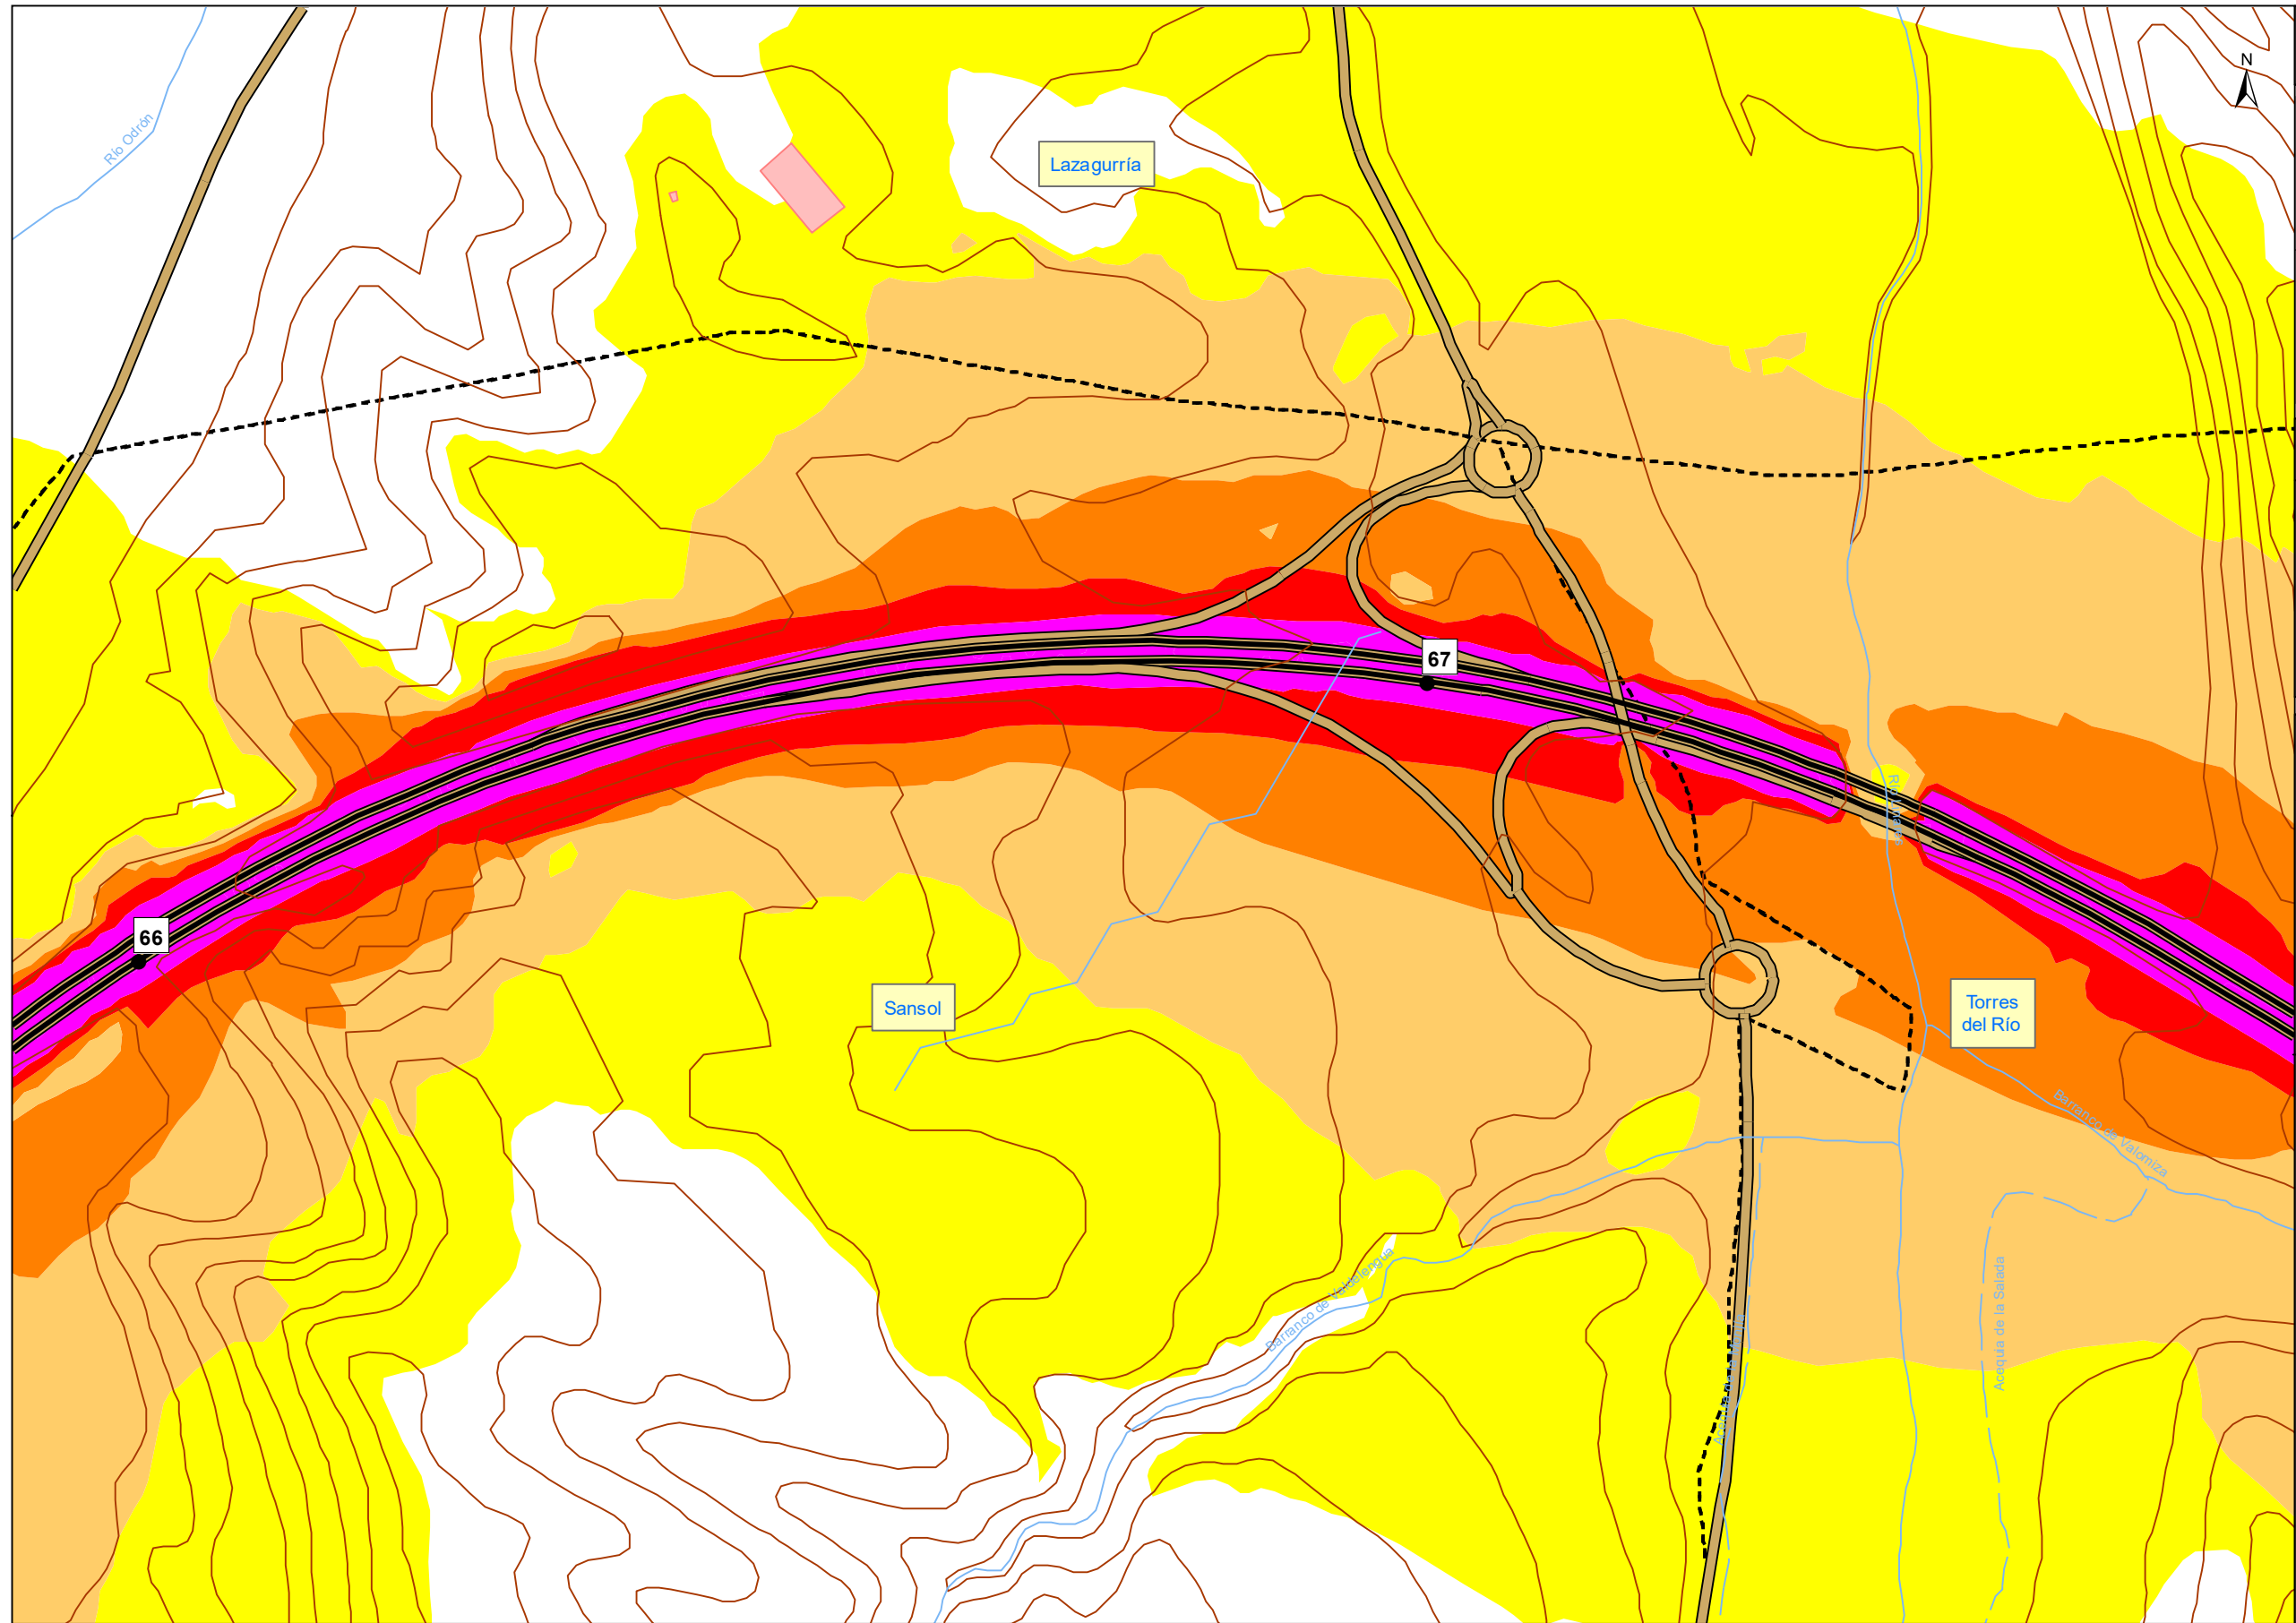 N
Río Odrón
Lazagurría
67
66
Sansol
Torres
del Río
Barranco de Valomiza
Barranco de Valdelengua
Acequia de la Salada